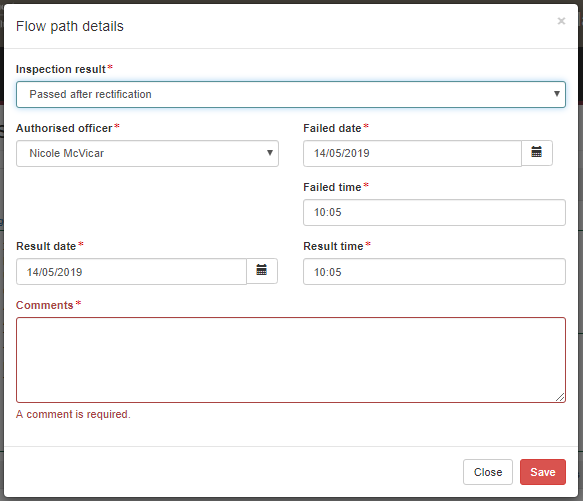 Flow path details
×
Inspection result *
Passed after rectification
Authorised officer *
Failed date *
Nicole McVicar
14/05/2019
Failed time *
10:05
Result date *
Result time *
14/05/2019
10:05
Comments *
A comment is required.
Close
Save